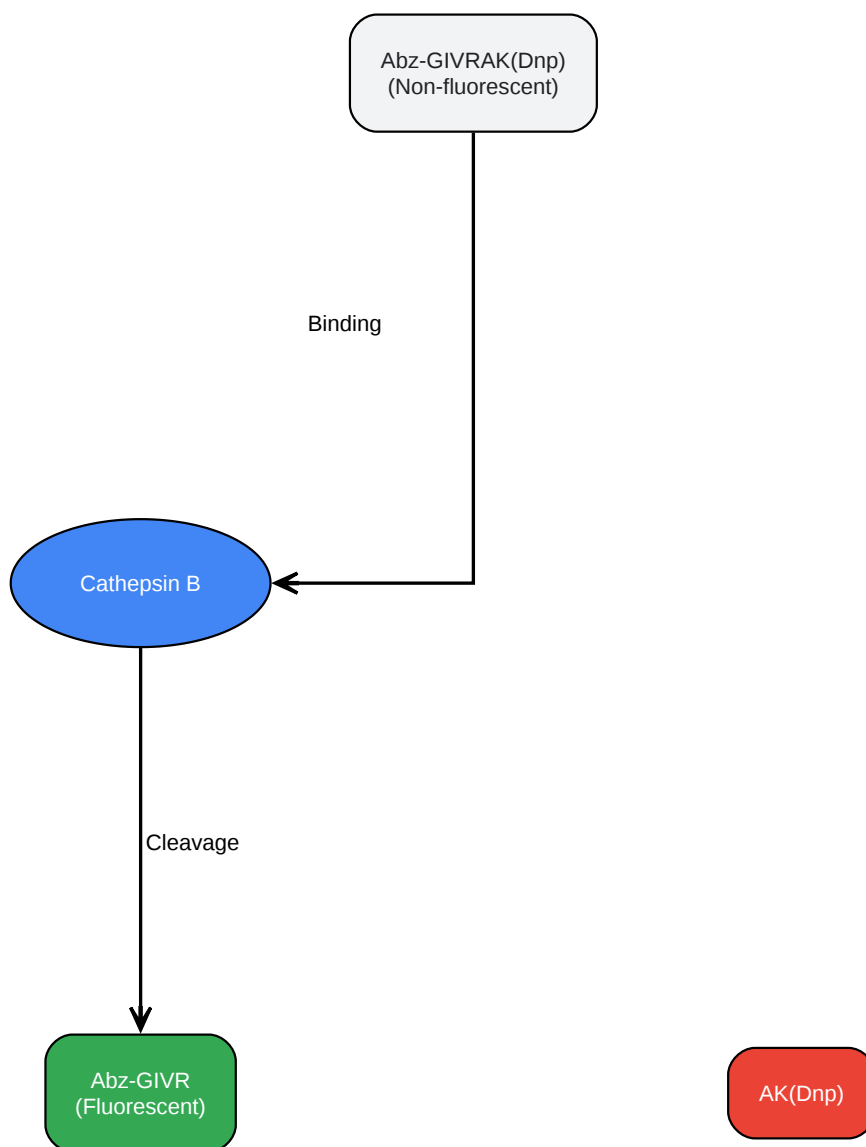 Abz-GIVRAK(Dnp)
(Non-fluorescent)
Binding
Cathepsin B
Cleavage
Abz-GIVR
(Fluorescent)
AK(Dnp)